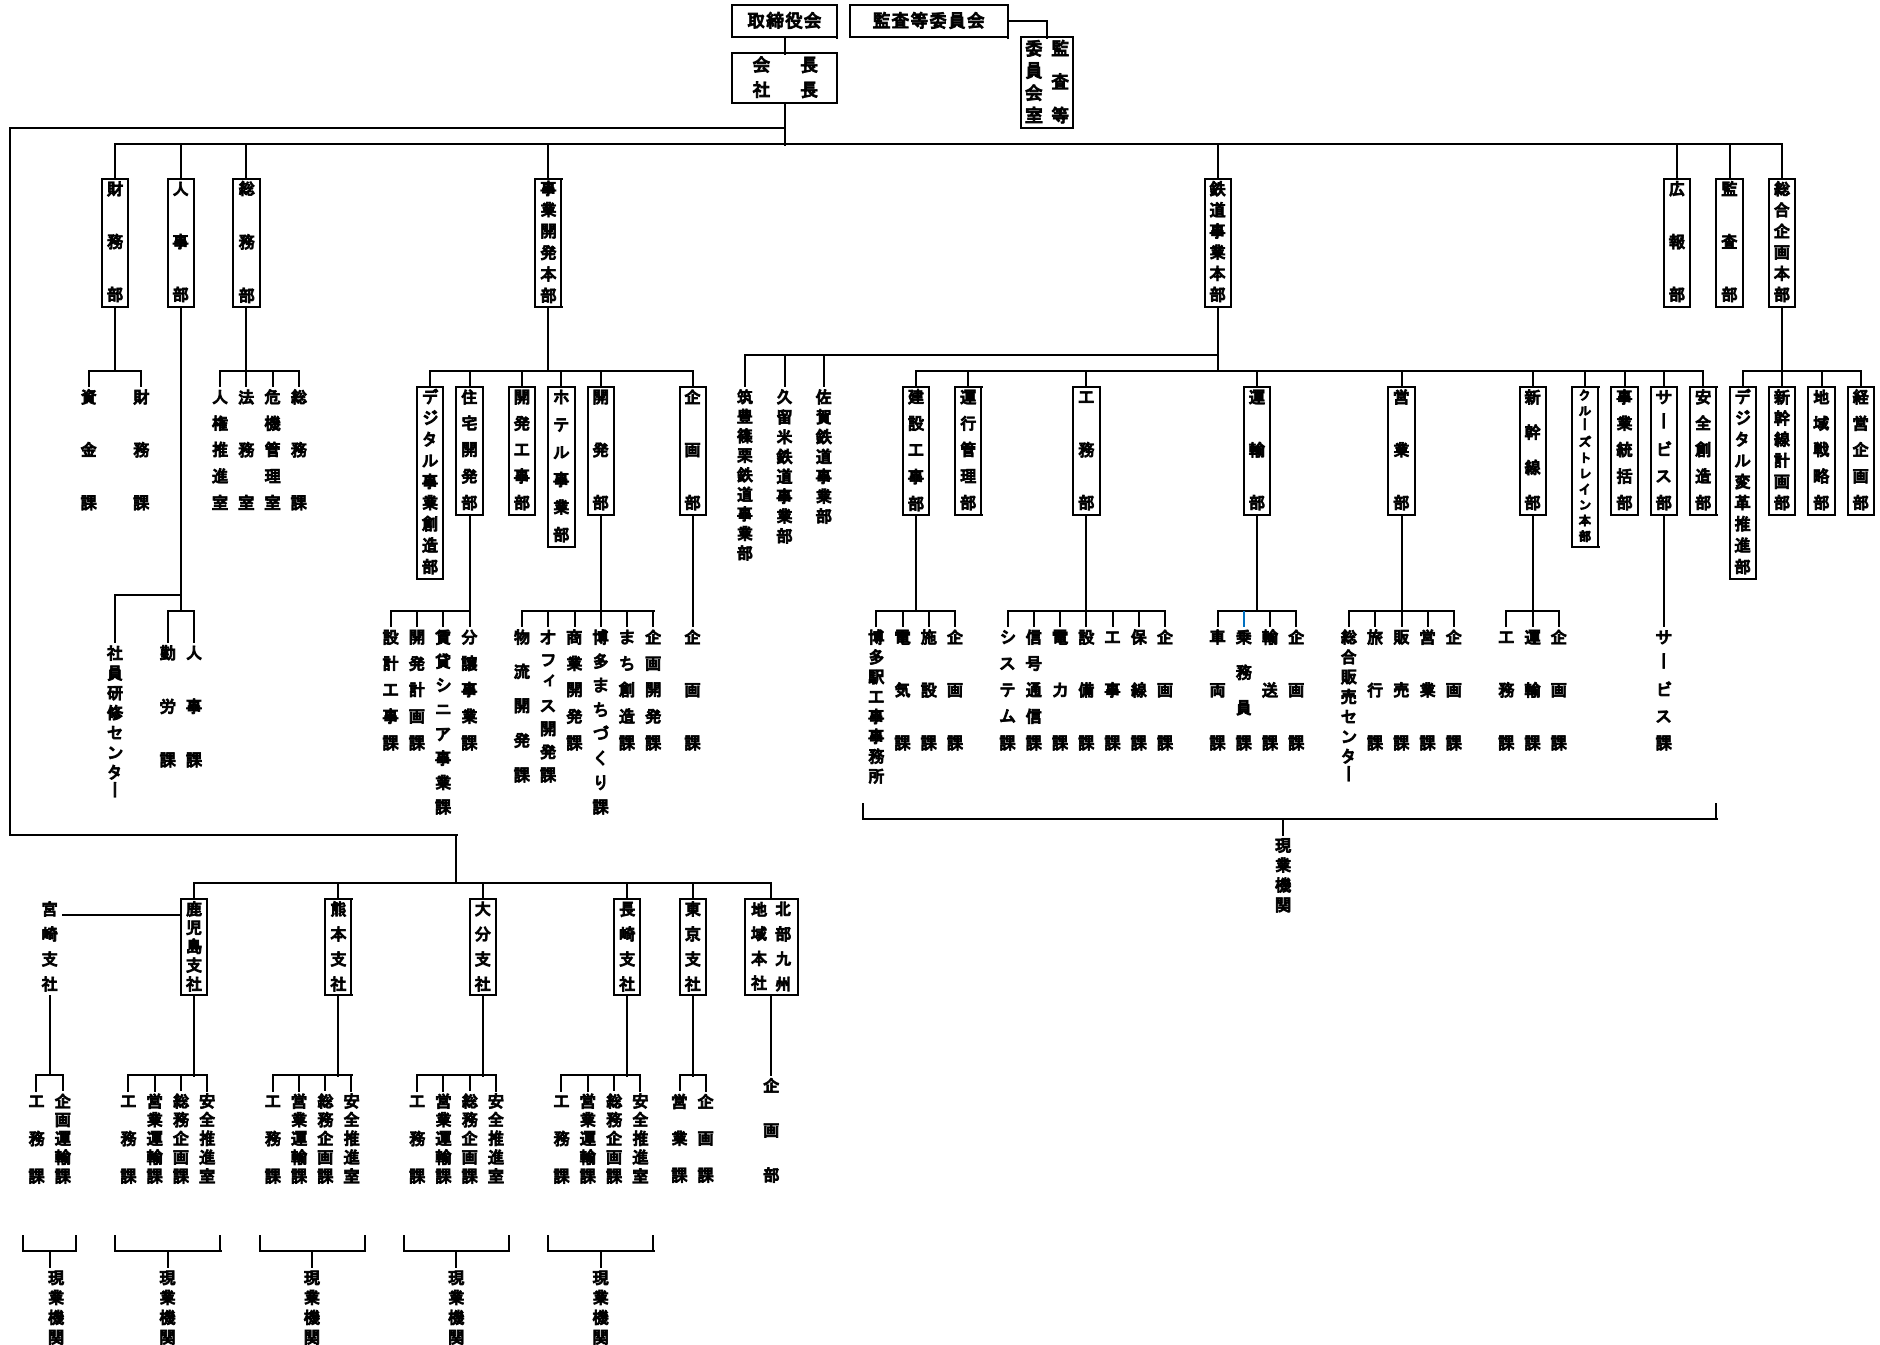 取締役会
監査等委員会
会長
社長
監査等
委員会室
総合企画本部
監査部
広報部
鉄道事業本部
事業開発本部
総務部
人事部
財務部
経営企画部
地域戦略部
新幹線計画部
デジタル変革推進部
安全創造部
サービス部
事業統括部
クルーズトレイン本部
新幹線部
営業部
運輸部
工務部
運行管理部
建設工事部
佐賀鉄道事業部
久留米鉄道事業部
筑豊篠栗鉄道事業部
企画部
開発部
ホテル事業部
開発工事部
住宅開発部
デジタル事業創造部
総務課
危機管理室
法務室
人権推進室
財務課
資金課
サービス課
企画課
運輸課
工務課
企画課
営業課
販売課
旅行課
総合販売センター
企画課
輸送課
乗務員課
車両課
企画課
保線課
工事課
設備課
電力課
信号通信課
システム課
企画課
施設課
電気課
博多駅工事事務所
企画課
企画開発課
まち創造課
博多まちづくり課
商業開発課
オフィス開発課
物流開発課
分譲事業課
賃貸シニア事業課
開発計画課
設計工事課
人事課
勤労課
社員研修センター
現業機関
北部九州
地域本社
東京支社
長崎支社
大分支社
熊本支社
鹿児島支社
宮崎支社
企画部
企画課
営業課
安全推進室
総務企画課
営業運輸課
工務課
安全推進室
総務企画課
営業運輸課
工務課
安全推進室
総務企画課
営業運輸課
工務課
安全推進室
総務企画課
営業運輸課
工務課
企画運輸課
工務課
現業機関
現業機関
現業機関
現業機関
現業機関